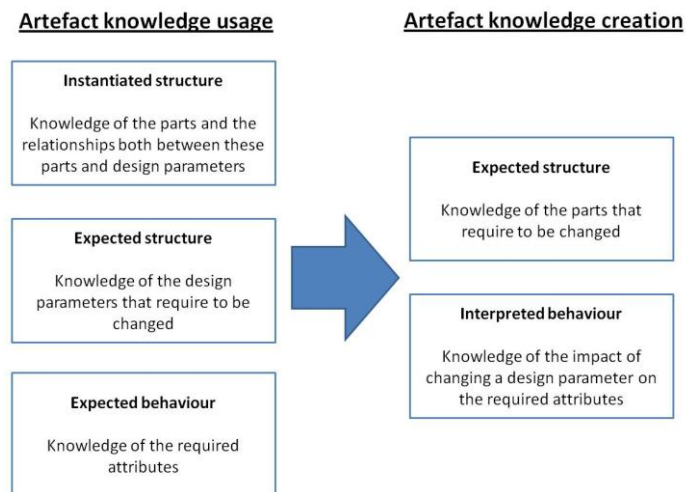 Artefact knowledge usage
Instantiated structure
Knowledge of the parts and the
relationships both between these
parts and design parameters
Expected structure
Knowledge of the design
parameters that require to be
changed
Expected behaviour
Knowledge of the required
attributes
Artefact knowledge creation
Expected structure
Knowledge of the parts that
require to be changed
Interpreted behaviour
Knowledge of the impact of
changing a design parameter on
the required attributes